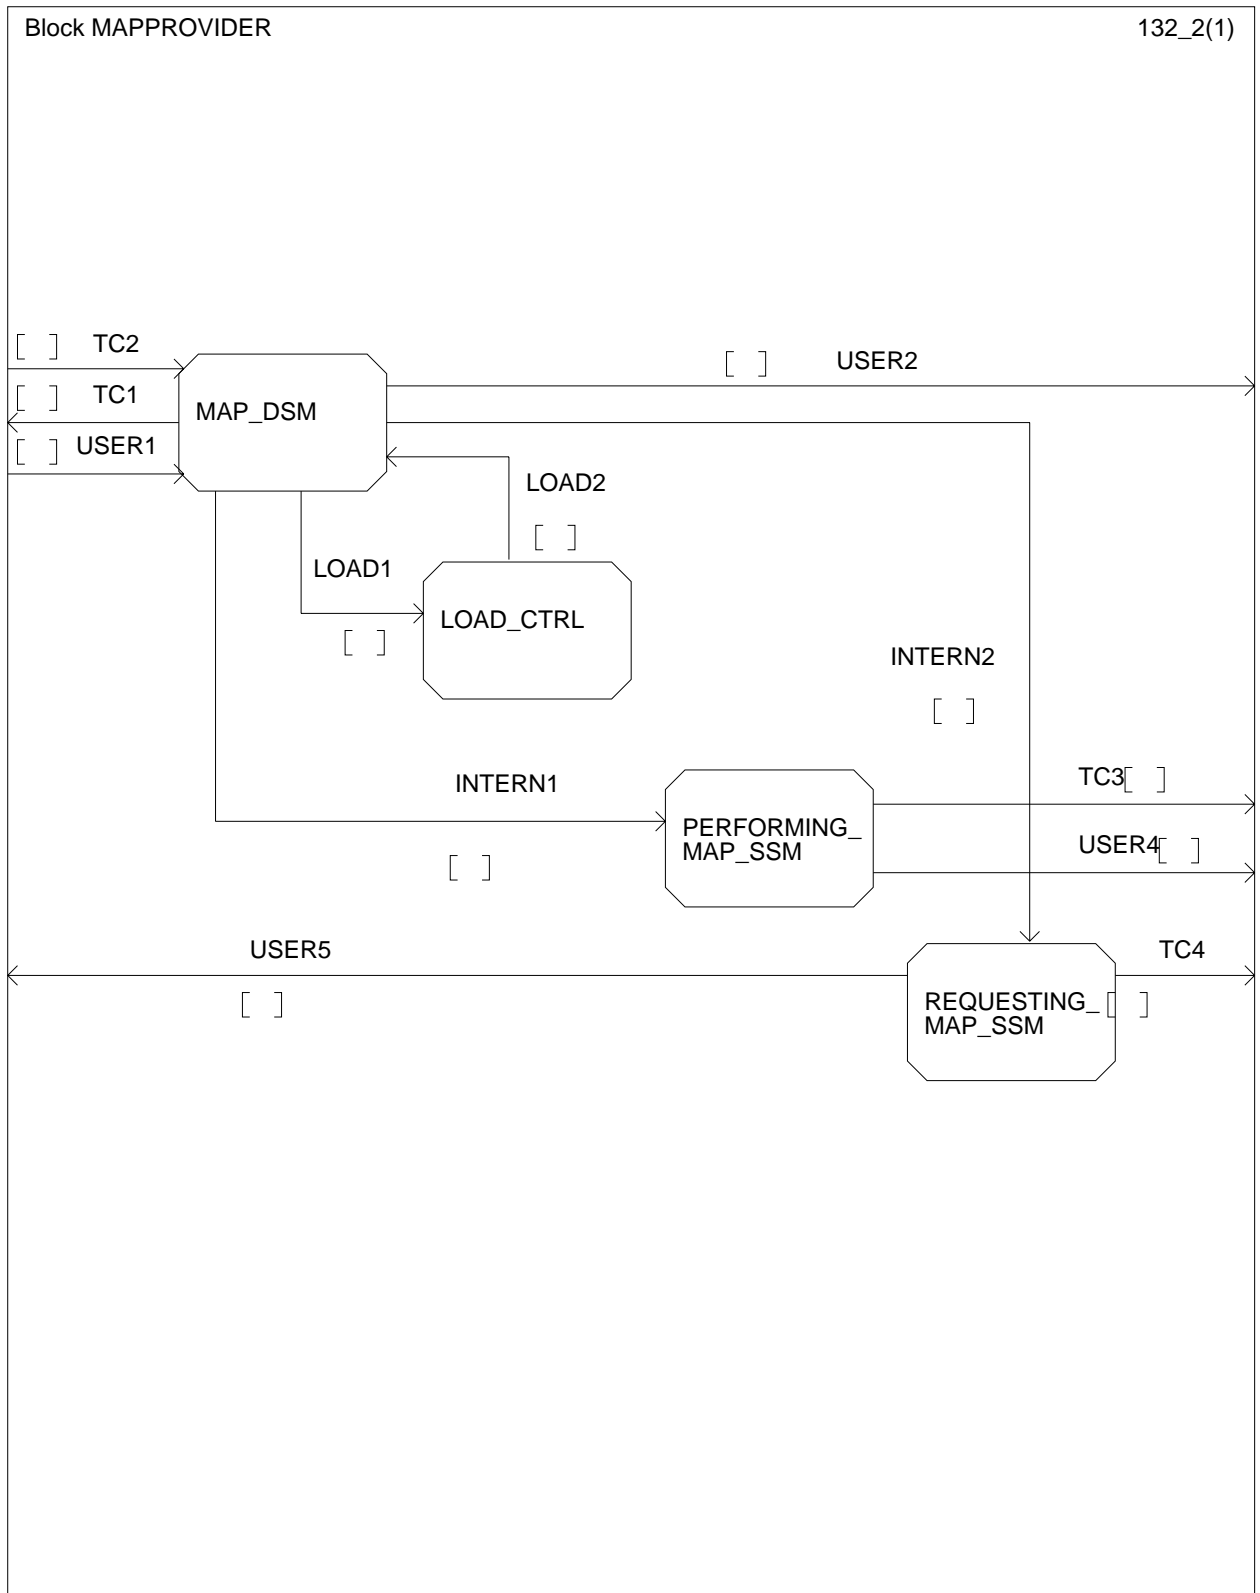 Block MAPPROVIDER
132_2(1)
[ ] TC2
[ ] USER2
[ ] TC1
MAP_DSM
[ ] USER1
LOAD2
[ ]
LOAD1
LOAD_CTRL
[ ]
INTERN2
[ ]
INTERN1
TC3[ ]
PERFORMING_
MAP_SSM
USER4[ ]
[ ]
USER5
TC4
[ ]
REQUESTING_
MAP_SSM
[ ]